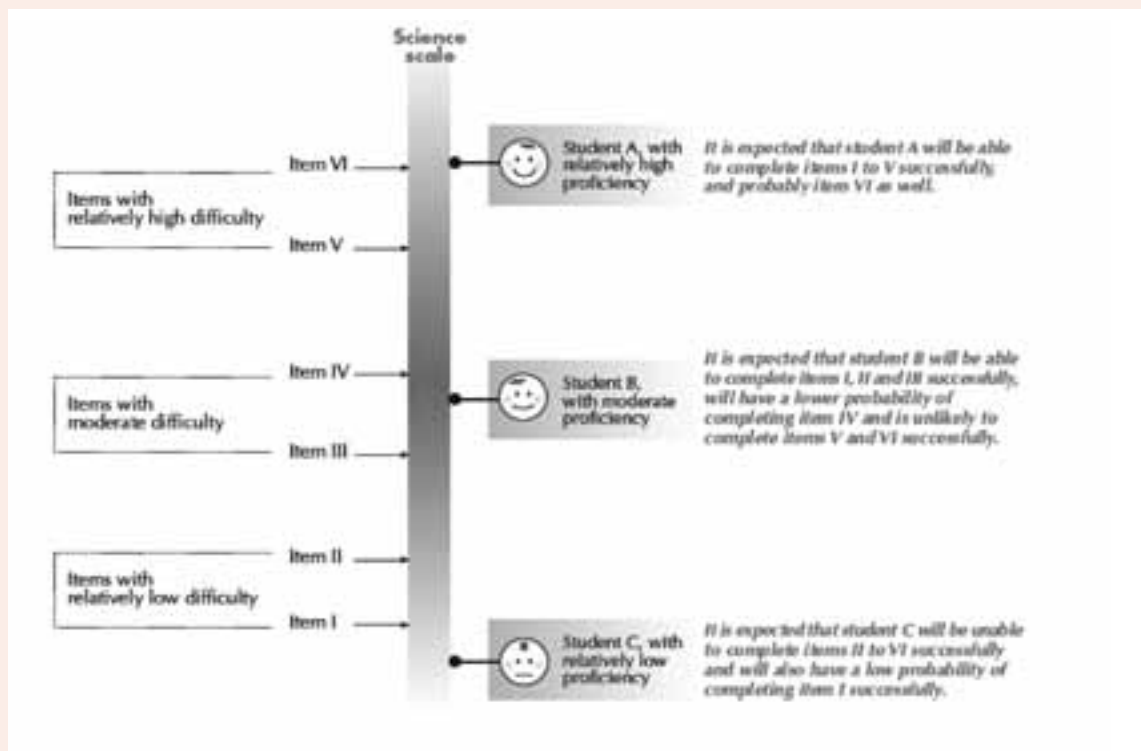 Science
scale
Item VI
Items with
relatively high difficulty
Item V
Student A, with
relatively high
proficiency
It is expected that student A will be able
to complete items I to V successfully,
and probably item VI as well.
Item IV
Items with
moderate difficulty
Item III
Student B,
with moderate
proficiency
It is expected that student B will be able
to complete items I, II and III successfully,
will have a lower probability of
completing item IV and is unlikely to
complete items V and VI successfully.
Item II
Items with
relatively low difficulty
Item I
Student C, with
relatively low
proficiency
It is expected that student C will be unable
to complete items II to VI successfully
and will also have a low probability of
completing item I successfully.